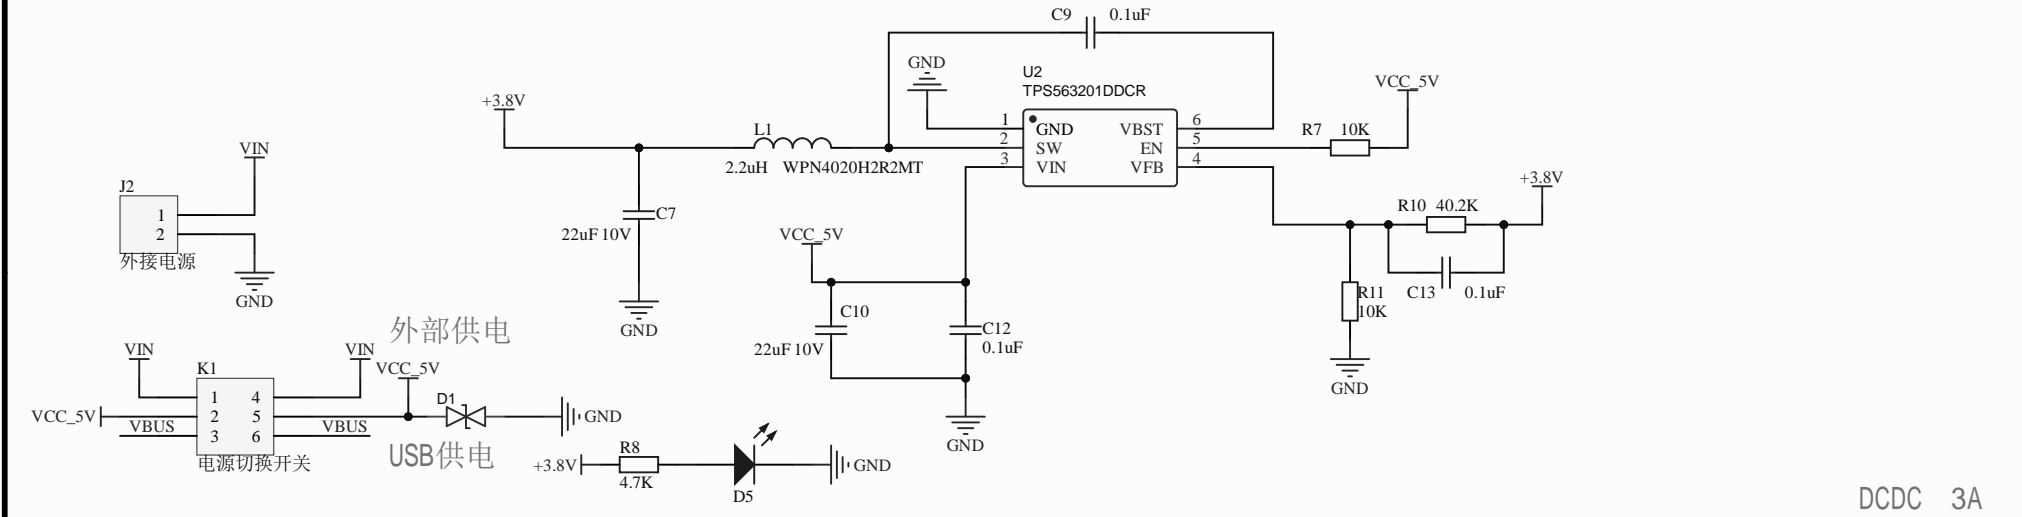 C9 0.1uF
GND
U2
TPS563201DDCR
VCC_5V
+3.8V
1 GND VBST 6
2 SW EN 5
3 VIN VFB 4
R7 10K
L1
2.2uH WPN4020H2R2MT
VIN
J2
1
2
外接电源
GND
C7
22uF 10V
GND
VCC_5V
C10
22uF 10V
C12
0.1uF
GND
+3.8V
R10 40.2K
C13 0.1uF
R11
10K
GND
外部供电
VIN
VIN
VCC_5V
K1
1 4
2 5
3 6
VCC_5V
VBUS
VBUS
电源切换开关
D1
GND
USB供电
R8
+3.8V
4.7K
D5
GND
DCDC 3A